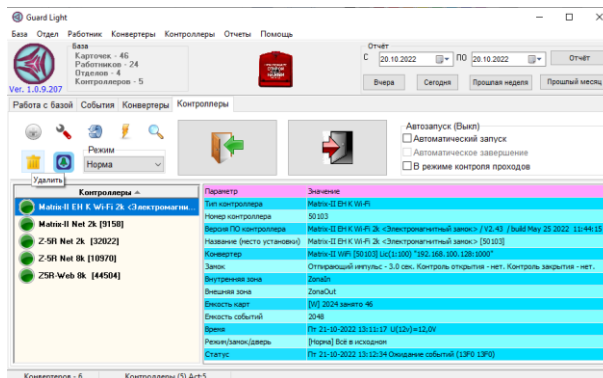 Guard Light
База Отдел Работник Конвертеры Контроллеры Отчеты Помощь
База
Карточек - 46
Работников - 24
Отделов - 4
Контроллеров - 5
Ver. 1.0.9.207
Отчёт
С 20.10.2022 ПО 20.10.2022 Отчёт
Вчера Сегодня Прошлая неделя Прошлый месяц
Работа с базой События Конвертеры Контроллеры
Режим
Норма
Удалить
Автозапуск (Выкл)
Автоматический запуск
Автоматическое завершение
В режиме контроля проходов
Контроллеры
Matrix-II EH K Wi-Fi 2k <Электромагни...
Matrix-II Net 2k [9158]
Z-5R Net 2k [32022]
Z-5R Net 8k [10970]
Z5R-Web 8k [44504]
Параметр Значение
Тип контроллера Matrix-II EH K Wi-Fi
Номер контроллера 50103
Версия ПО контроллера Matrix-II EH K Wi-Fi 2k <Электромагнитный замок> / V2.43 / build May 25 2022 11:44:15
Название (место установки) Matrix-II EH K Wi-Fi 2k <Электромагнитный замок> [50103]
Конвертер Matrix-II WiFi [50103] Lic(1:100) "192.168.100.128:1000"
Замок Отпирающий импульс - 3.0 сек. Контроль открытия - нет. Контроль закрытия - нет.
Внутренняя зона ZonaIn
Внешняя зона ZonaOut
Емкость карт [W] 2024 занято 46
Емкость событий 2048
Время Пт 21-10-2022 13:11:17 U(12v)=12,0V
Режим/замок/дверь [Норма] Всё в исходном
Статус Пт 21-10-2022 13:12:34 Ожидание событий (13F0 13F0)
Конвертеров - 6 Контроллеры (5) Act:5